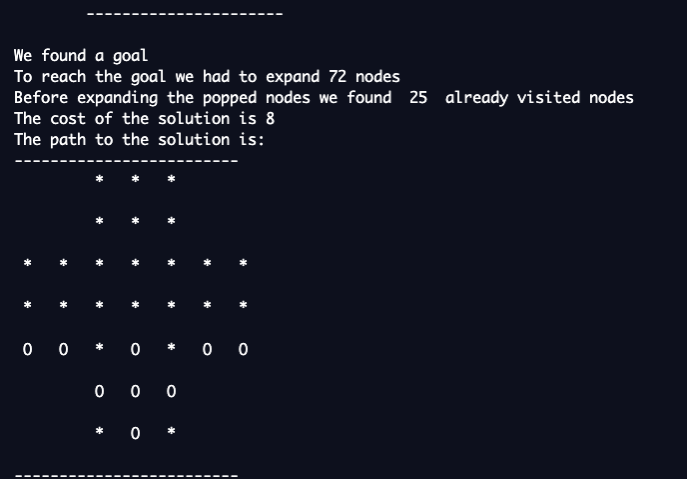 ----------------------
We found a goal
To reach the goal we had to expand 72 nodes
Before expanding the popped nodes we found  25  already visited nodes
The cost of the solution is 8
The path to the solution is:
-------------------------
         *   *   *
         *   *   *
 *   *   *   *   *   *   *
 *   *   *   *   *   *   *
 O   O   *   O   *   O   O
         O   O   O
         *   O   *
-------------------------